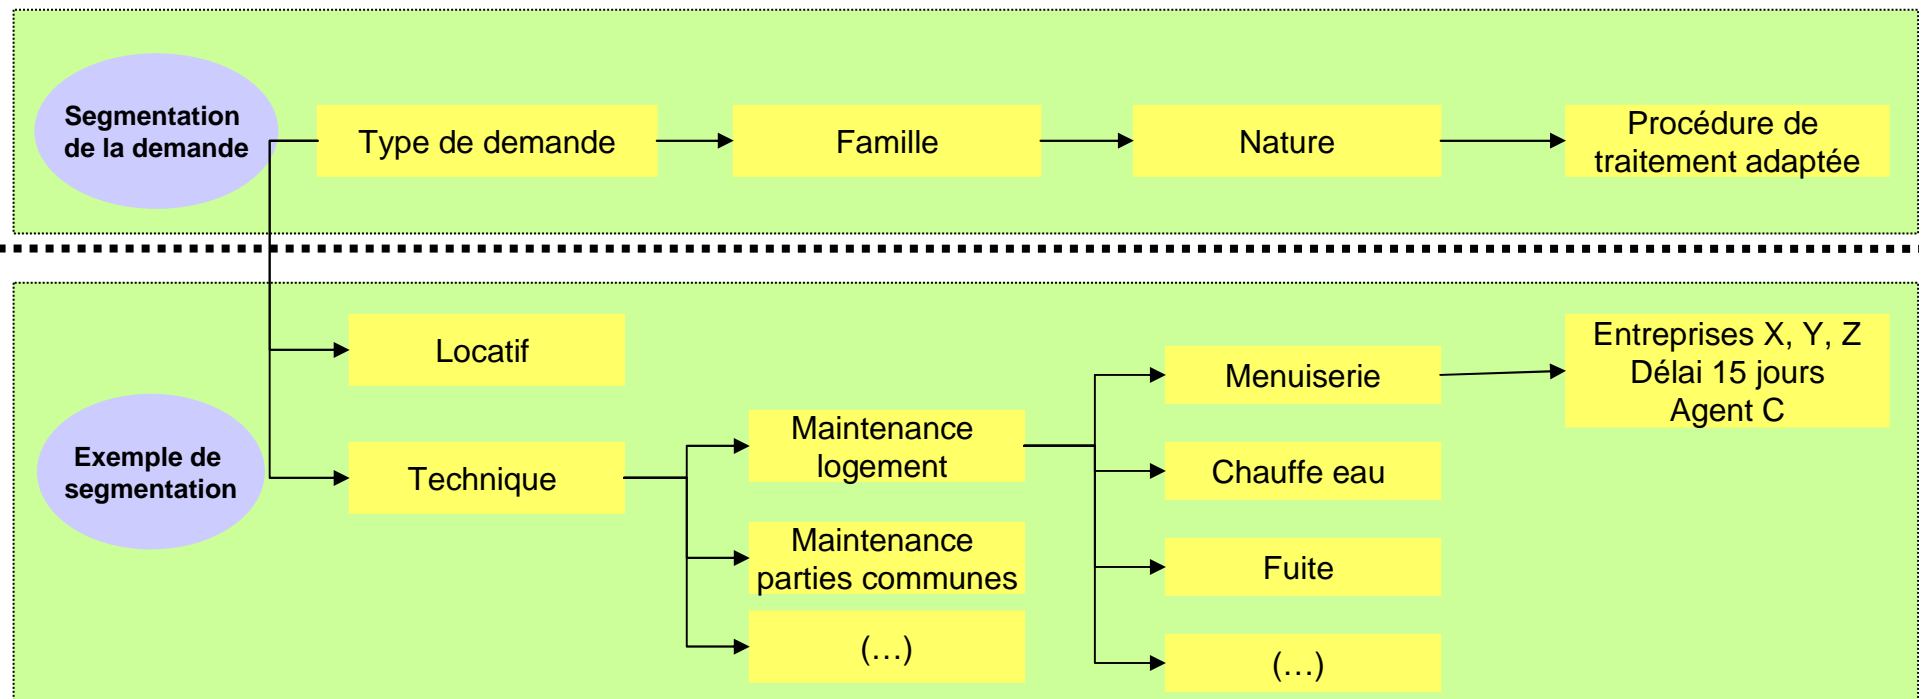 Segmentation
de la demande
Type de demande
Famille
Nature
Procédure de
traitement adaptée
Exemple de
segmentation
Locatif
Technique
Maintenance
logement
Maintenance
parties communes
(…)
Menuiserie
Chauffe eau
Fuite
(…)
Entreprises X, Y, Z
Délai 15 jours
Agent C